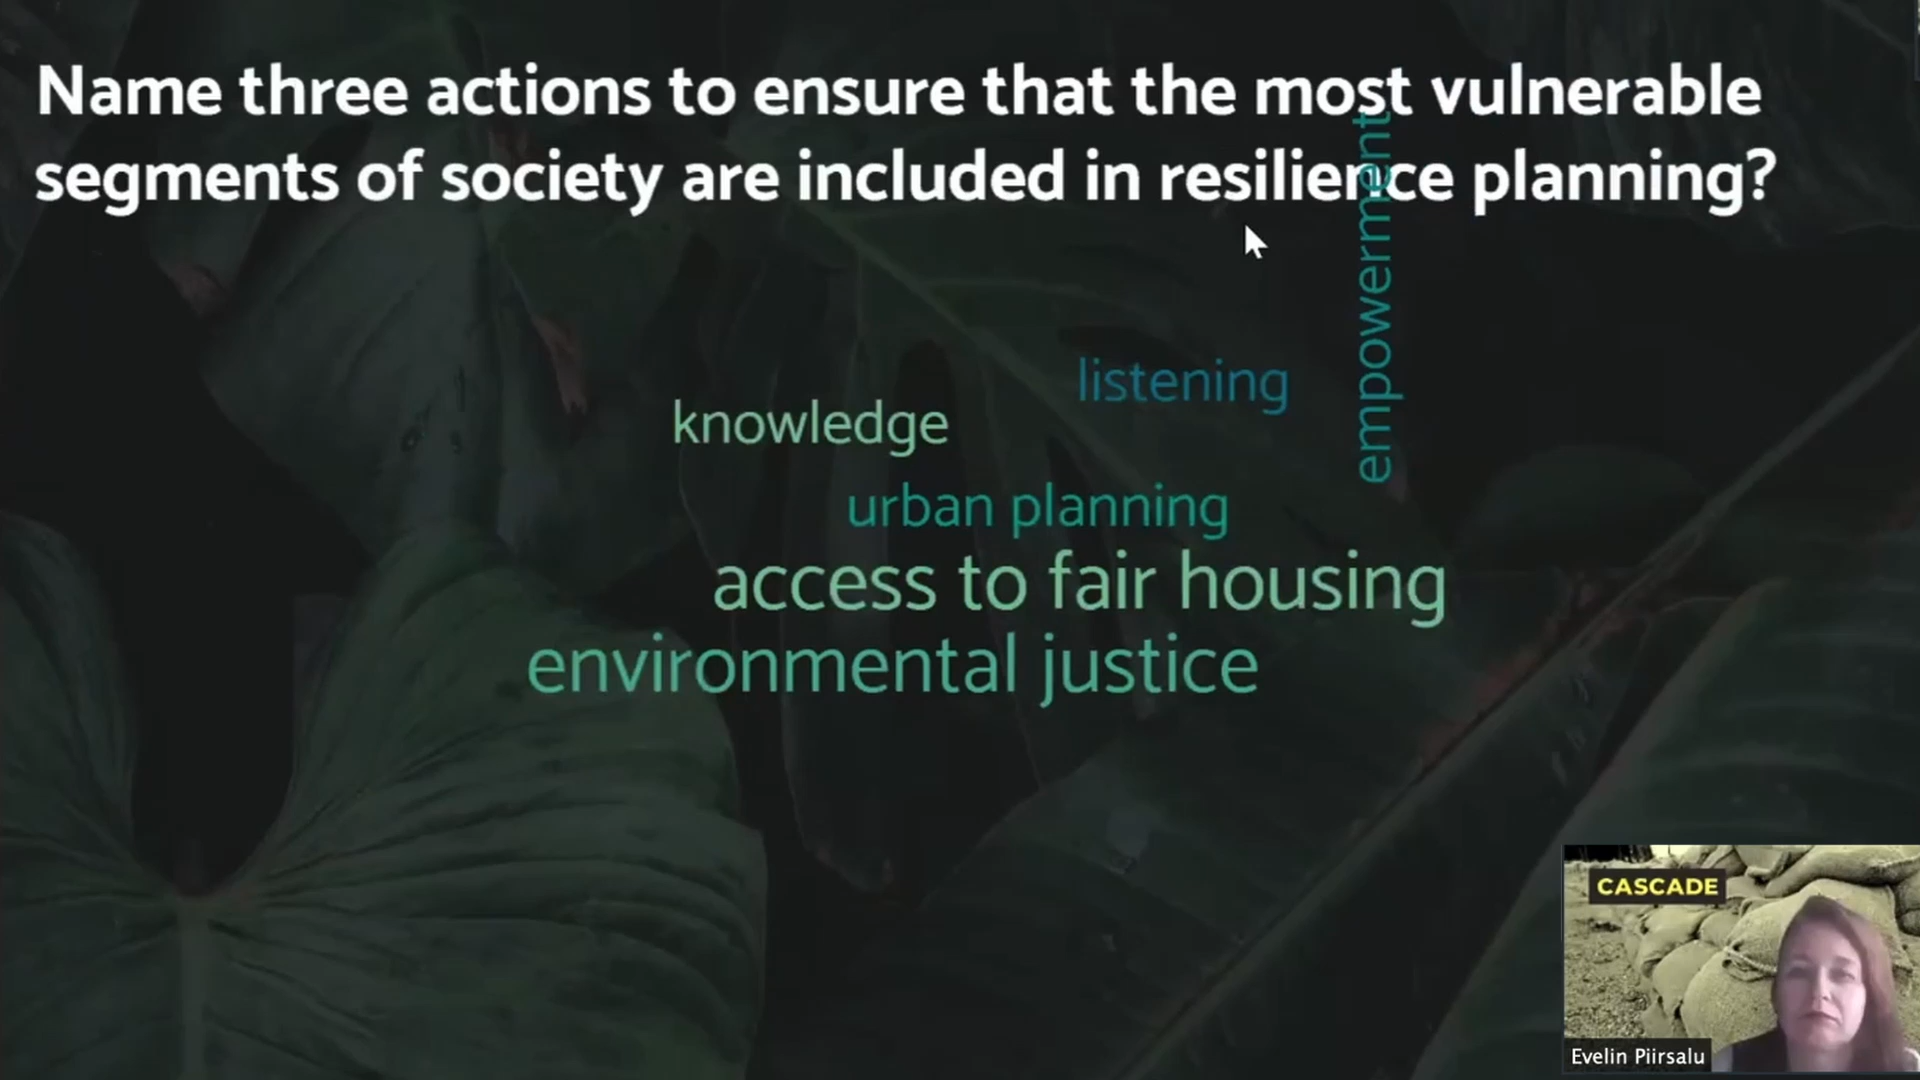 Name three actions to ensure that the most vulnerable
segments of society are included in resilience planning?
empowerment
listening
knowledge
urban planning
access to fair housing
environmental justice
CASCADE
Evelin Piirsalu